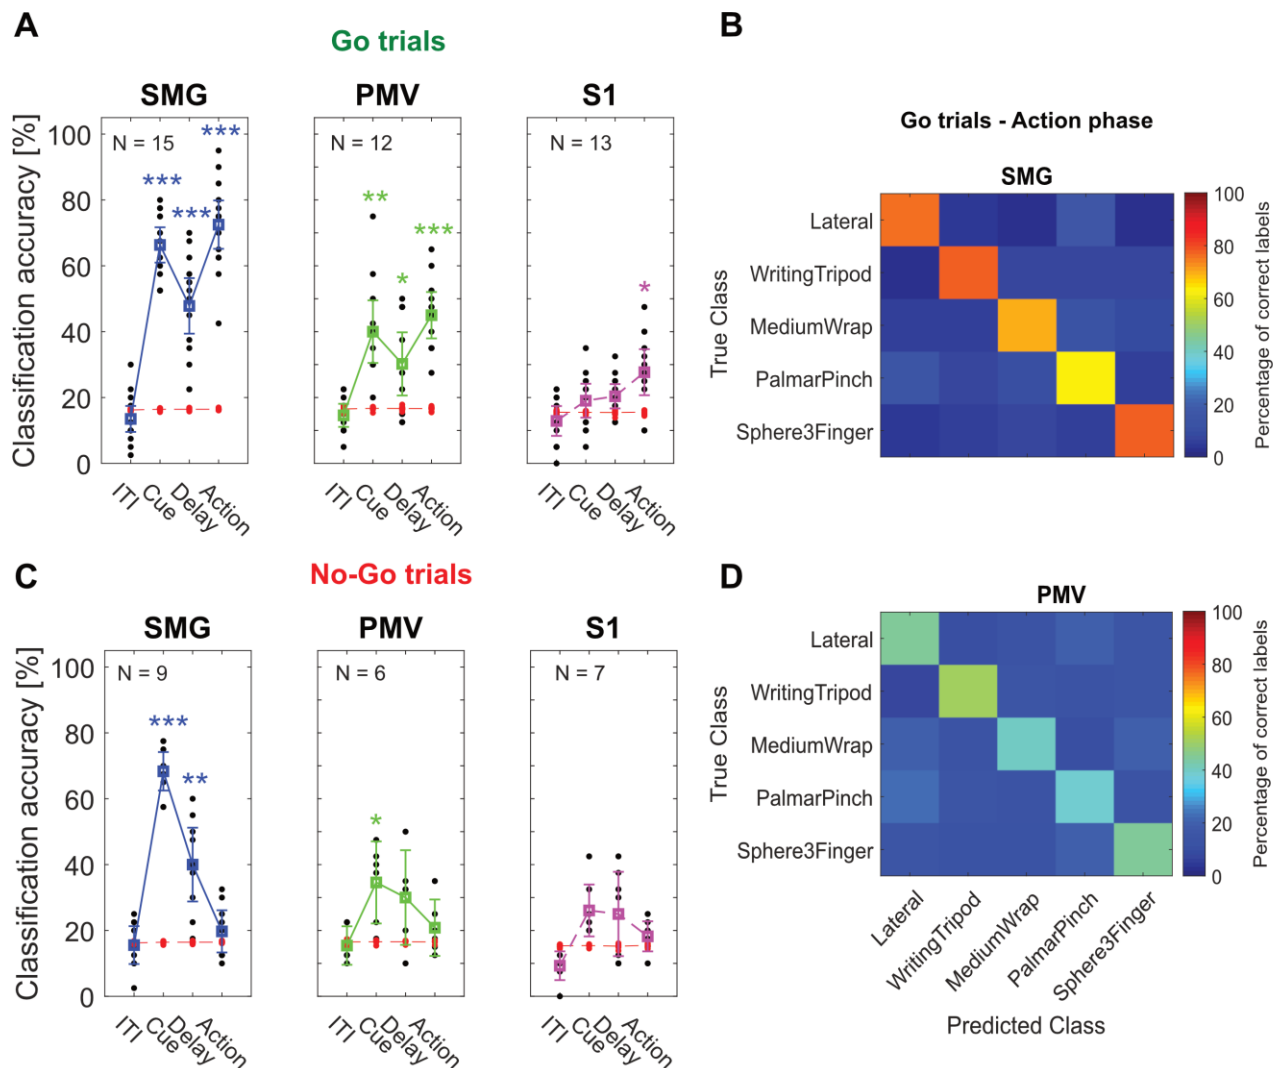 A
Go trials
SMG
PMV
S1
Classification accuracy [%]
100
80
60
40
20
0
N = 15
***
***
***
***
N = 12
**
*
***
N = 13
*
ITI
Cue
Delay
Action
ITI
Cue
Delay
Action
ITI
Cue
Delay
Action
B
Go trials - Action phase
SMG
True Class
Lateral
WritingTripod
MediumWrap
PalmarPinch
Sphere3Finger
100
80
60
40
20
0
Percentage of correct labels
C
No-Go trials
SMG
PMV
S1
Classification accuracy [%]
100
80
60
40
20
0
N = 9
***
**
N = 6
*
N = 7
ITI
Cue
Delay
Action
ITI
Cue
Delay
Action
ITI
Cue
Delay
Action
D
PMV
True Class
Lateral
WritingTripod
MediumWrap
PalmarPinch
Sphere3Finger
100
80
60
40
20
0
Percentage of correct labels
Lateral
WritingTripod
MediumWrap
PalmarPinch
Sphere3Finger
Predicted Class